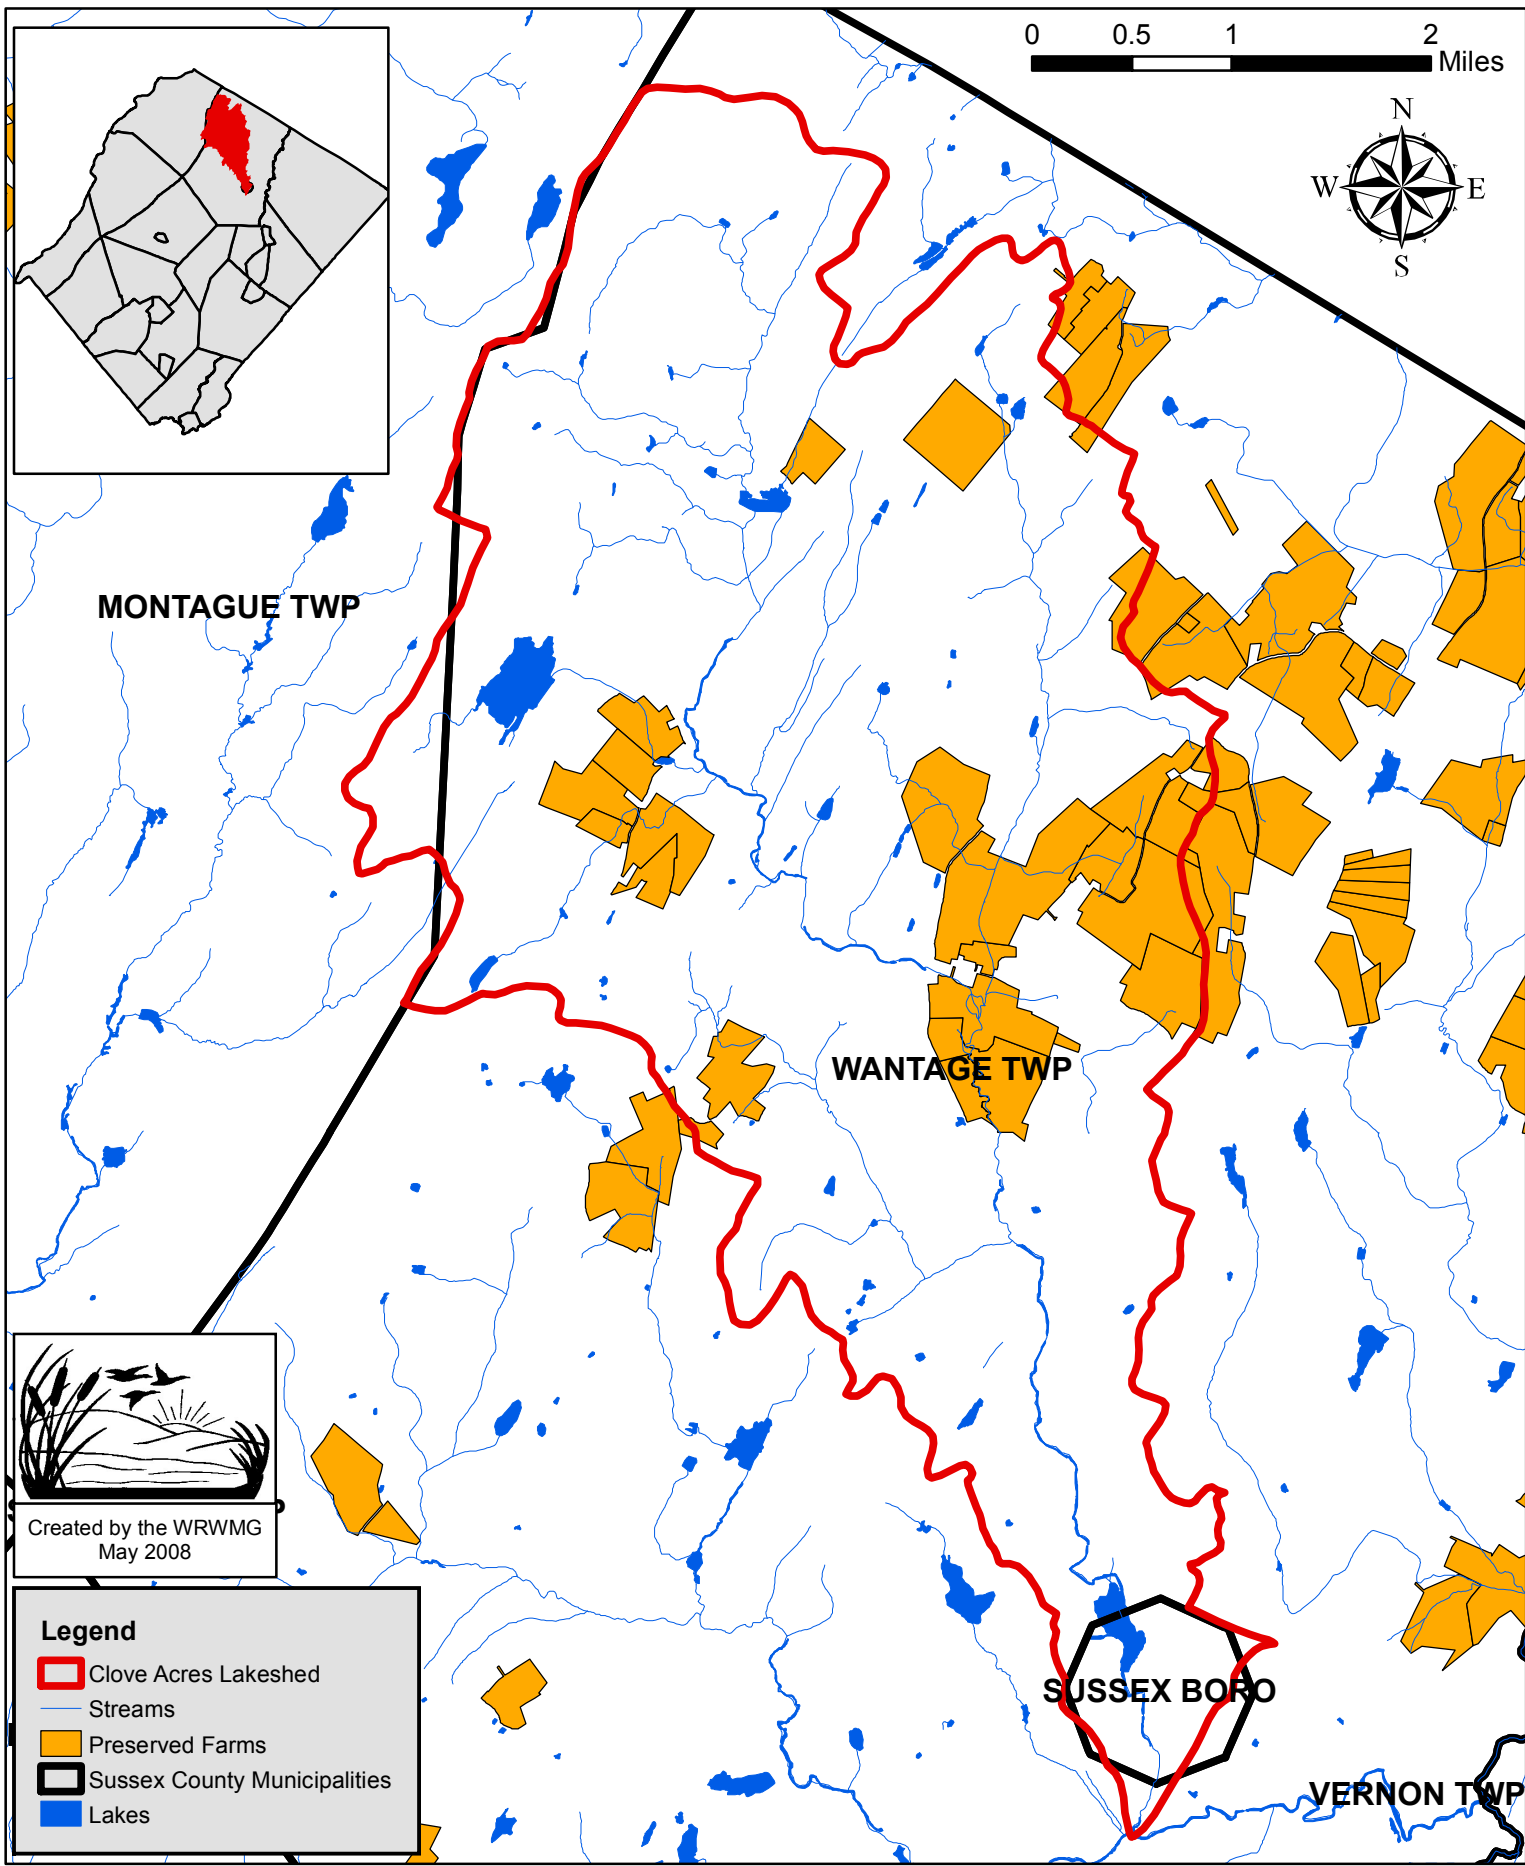 0 0.5 1 2
Miles
N
W E
S
MONTAGUE TWP
WANTAGE TWP
Created by the WRWMG
May 2008
Legend
Clove Acres Lakeshed
Streams
Preserved Farms
Sussex County Municipalities
Lakes
SUSSEX BORO
VERNON TWP